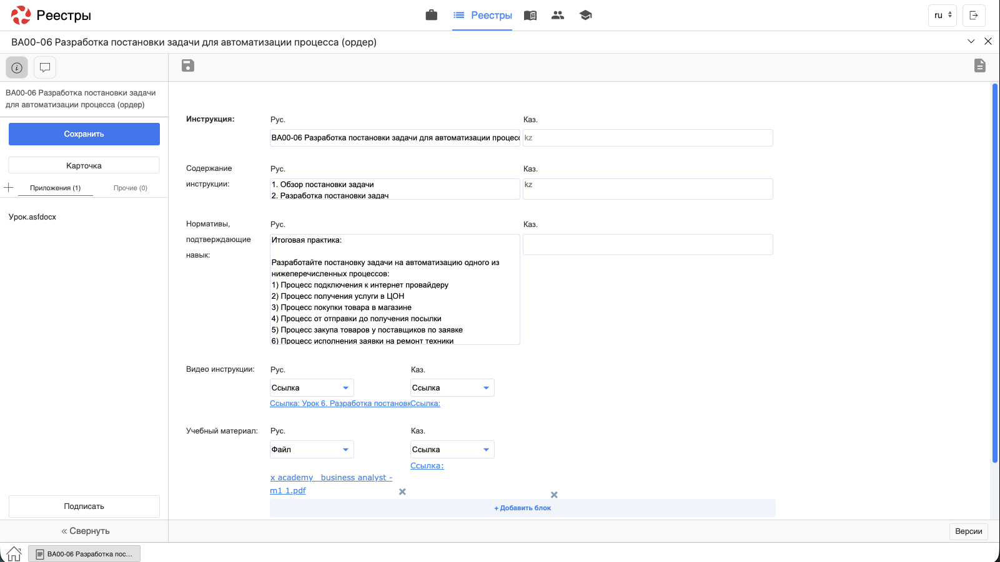 Реестры
Реестры
ru
BA00-06 Разработка постановки задачи для автоматизации процесса (ордер)
BA00-06 Разработка постановки задачи
для автоматизации процесса (ордер)
Сохранить
Карточка
Приложения (1)
Прочие (0)
Урок.asfdocx
Подписать
« Свернуть
Инструкция:
Рус.
Каз.
BA00-06 Разработка постановки задачи для автоматизации процесс
kz
Содержание
инструкции:
Рус.
Каз.
1. Обзор постановки задачи
2. Разработка постановки задач
kz
Нормативы,
подтверждающие
навык:
Рус.
Каз.
Итоговая практика:
Разработайте постановку задачи на автоматизацию одного из
нижеперечисленных процессов:
1) Процесс подключения к интернет провайдеру
2) Процесс получения услуги в ЦОН
3) Процесс покупки товара в магазине
4) Процесс от отправки до получения посылки
5) Процесс закупа товаров у поставщиков по заявке
6) Процесс исполнения заявки на ремонт техники
Видео инструкции:
Рус.
Каз.
Ссылка
Ссылка
Ссылка: Урок 6. Разработка постановк
Ссылка:
Учебный материал:
Рус.
Каз.
Файл
Ссылка
Ссылка:
x academy_ business analyst -
m1 1.pdf
+ Добавить блок
Версии
BA00-06 Разработка пос...